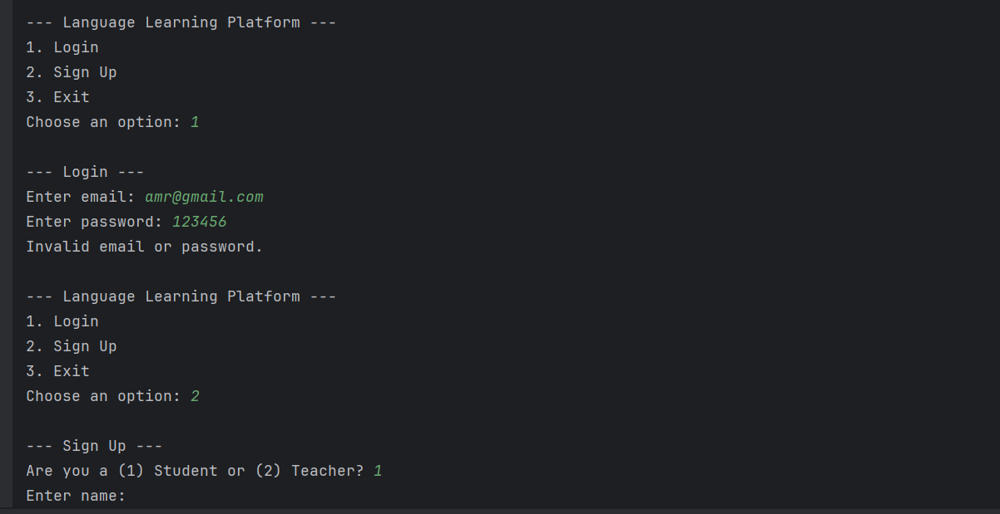 --- Language Learning Platform ---
1. Login
2. Sign Up
3. Exit
Choose an option: 1
--- Login ---
Enter email: amr@gmail.com
Enter password: 123456
Invalid email or password.
--- Language Learning Platform ---
1. Login
2. Sign Up
3. Exit
Choose an option: 2
--- Sign Up ---
Are you a (1) Student or (2) Teacher? 1
Enter name: